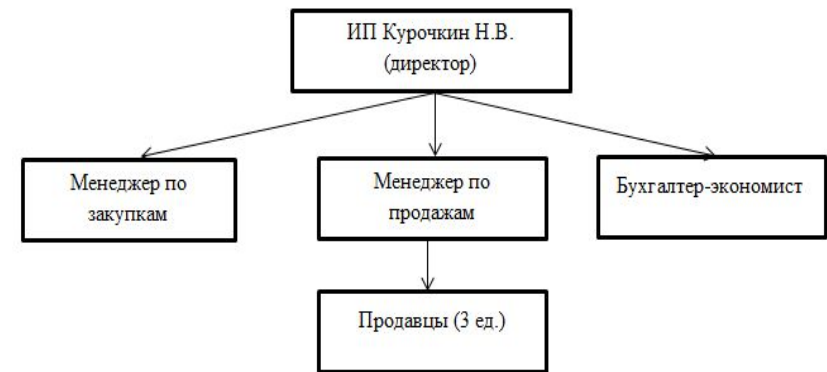 ИП Курочкин Н.В.
(директор)
Менеджер по
закупкам
Менеджер по
продажам
Бухгалтер-экономист
Продавцы (3 ед.)